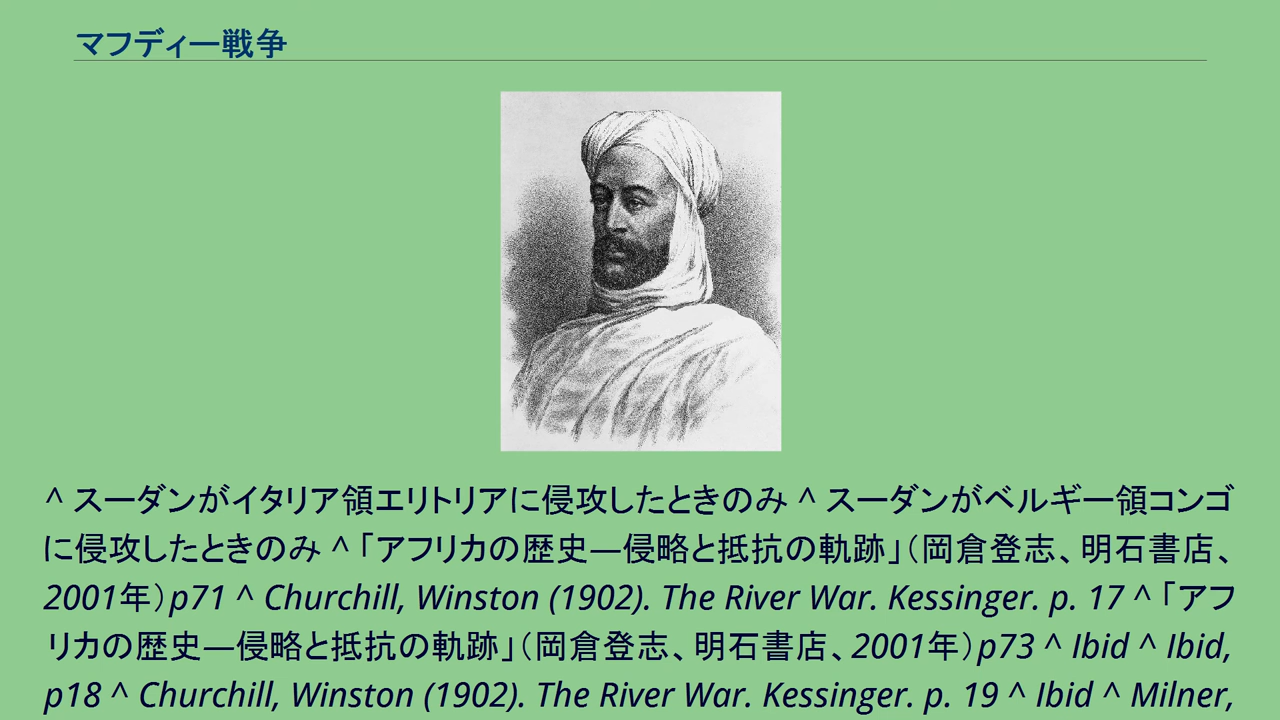 マフディー戦争
^ スーダンがイタリア領エリトリアに侵攻したときのみ ^ スーダンがベルギー領コンゴ
に侵攻したときのみ ^「アフリカの歴史―侵略と抵抗の軌跡」（岡倉登志、明石書店、
2001年）p71 ^ Churchill, Winston (1902). The River War. Kessinger. p. 17 ^「アフ
リカの歴史―侵略と抵抗の軌跡」（岡倉登志、明石書店、2001年）p73 ^ Ibid ^ Ibid,
p18 ^ Churchill, Winston (1902). The River War. Kessinger. p. 19 ^ Ibid ^ Milner,